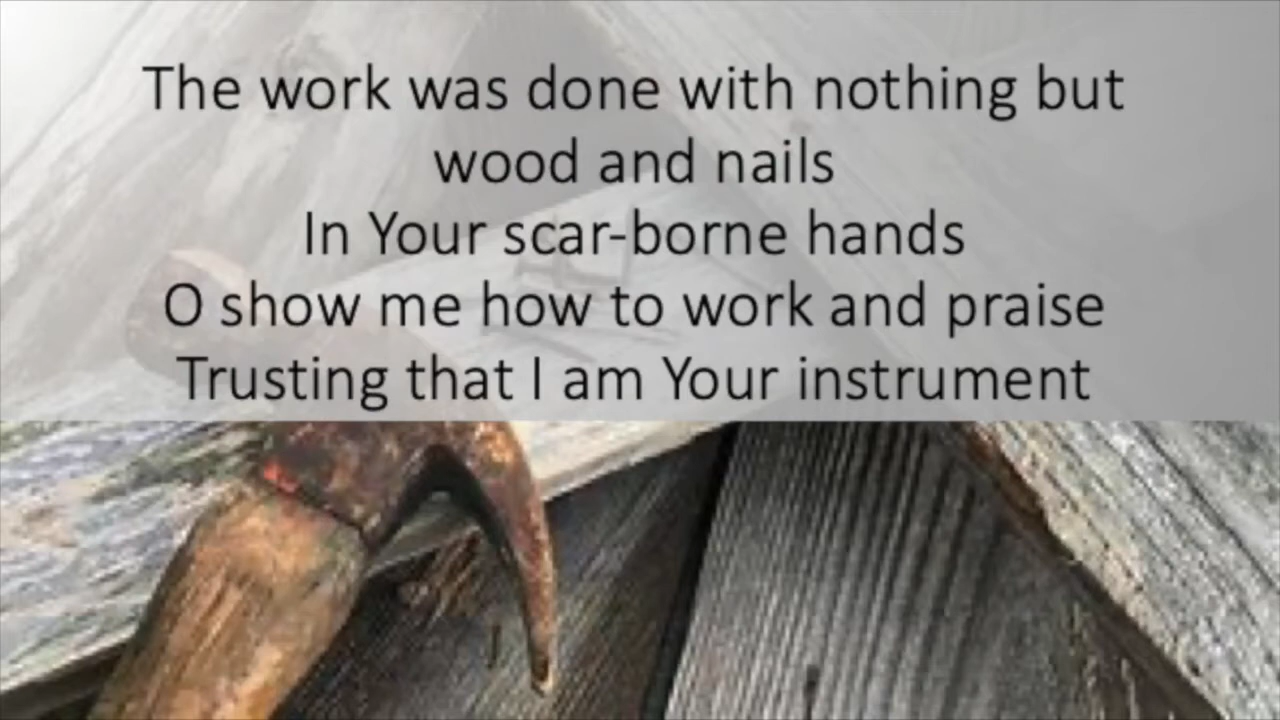 The work was done with nothing but
wood and nails
In Your scar-borne hands
O show me how to work and praise
Trusting that I am Your instrument